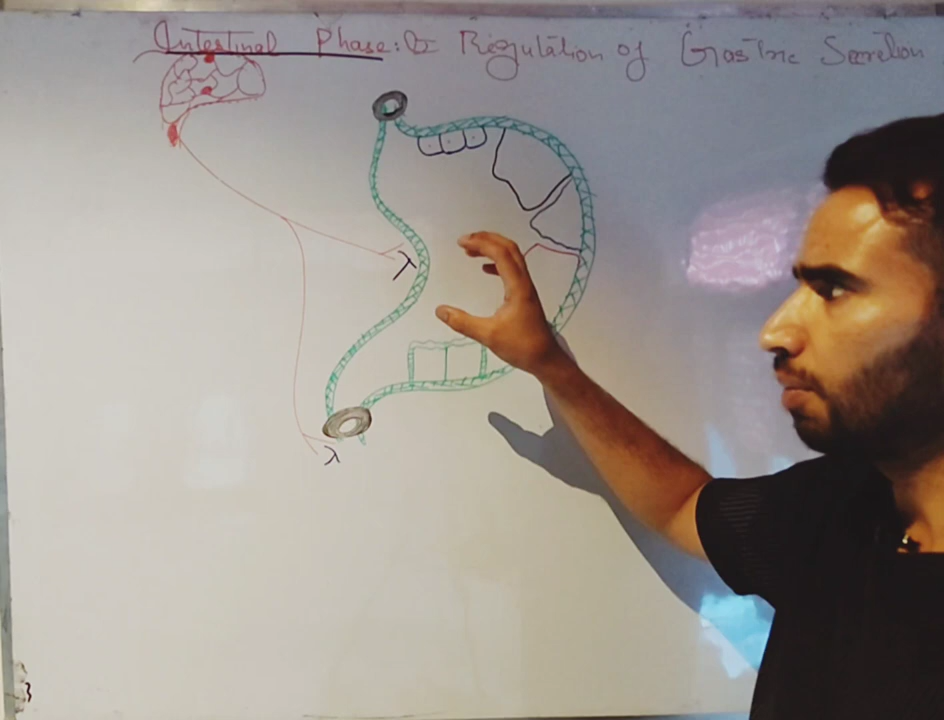 Intestinal Phase:- Regulation of Gastric Secretion